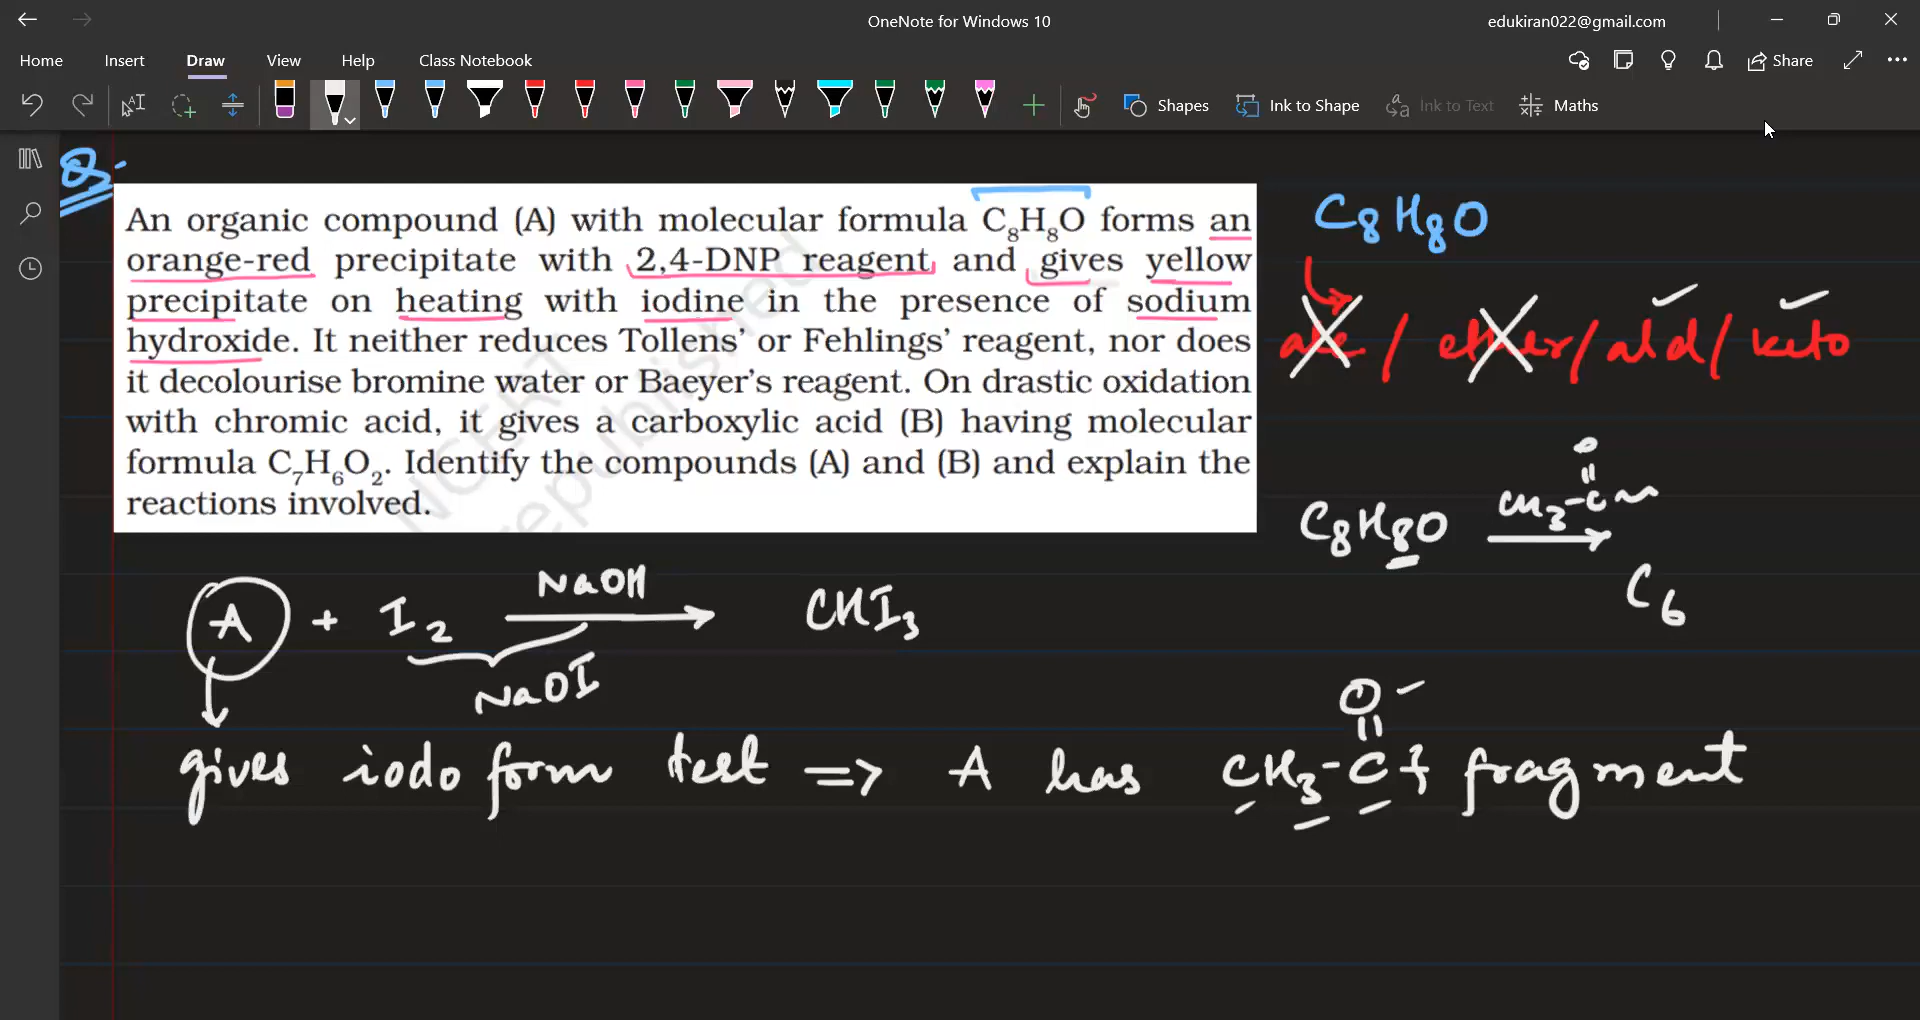 OneNote for Windows 10
edukiran022@gmail.com
Home Insert Draw View Help Class Notebook
Share
Shapes Ink to Shape Ink to Text Maths
Q.
An organic compound (A) with molecular formula C₈H₈O forms an
orange-red precipitate with 2,4-DNP reagent and gives yellow
precipitate on heating with iodine in the presence of sodium
hydroxide. It neither reduces Tollens' or Fehlings' reagent, nor does
it decolourise bromine water or Baeyer's reagent. On drastic oxidation
with chromic acid, it gives a carboxylic acid (B) having molecular
formula C₇H₆O₂. Identify the compounds (A) and (B) and explain the
reactions involved.
C₈H₈O
alc / ether / ald / keto
O
C₈H₈O CH₃-C
C₆
A + I₂ NaOH → CHI₃
NaOI
O
gives iodo form test => A has CH₃-C fragment
NCERT
republished